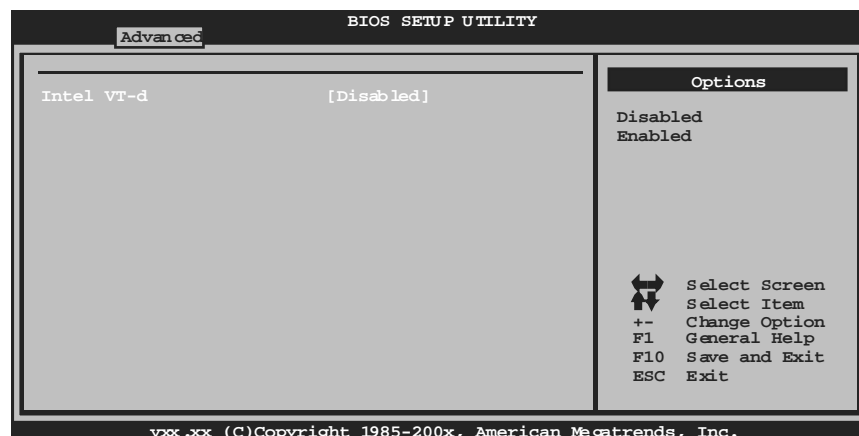 BIOS SETUP UTILITY
Advanced
Intel VT-d [Disabled]
Options
Disabled
Enabled
Select Screen
Select Item
+- Change Option
F1 General Help
F10 Save and Exit
ESC Exit
vxx.xx (C)Copyright 1985-200x, American Megatrends, Inc.